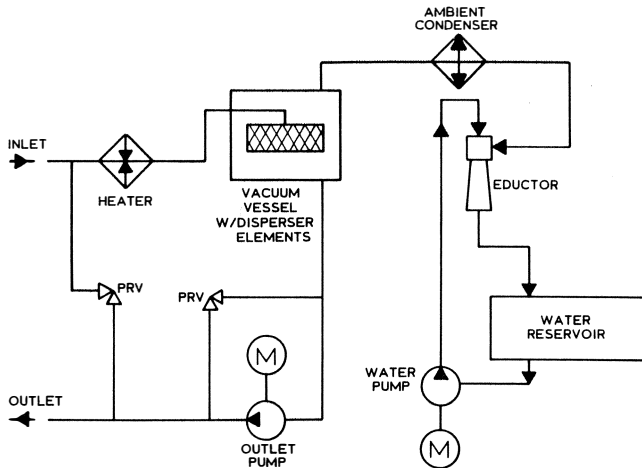 AMBIENT
CONDENSER
INLET
HEATER
VACUUM
VESSEL
W/DISPERSER
ELEMENTS
EDUCTOR
PRV
PRV
WATER
RESERVOIR
M
WATER
PUMP
OUTLET
OUTLET
PUMP
M